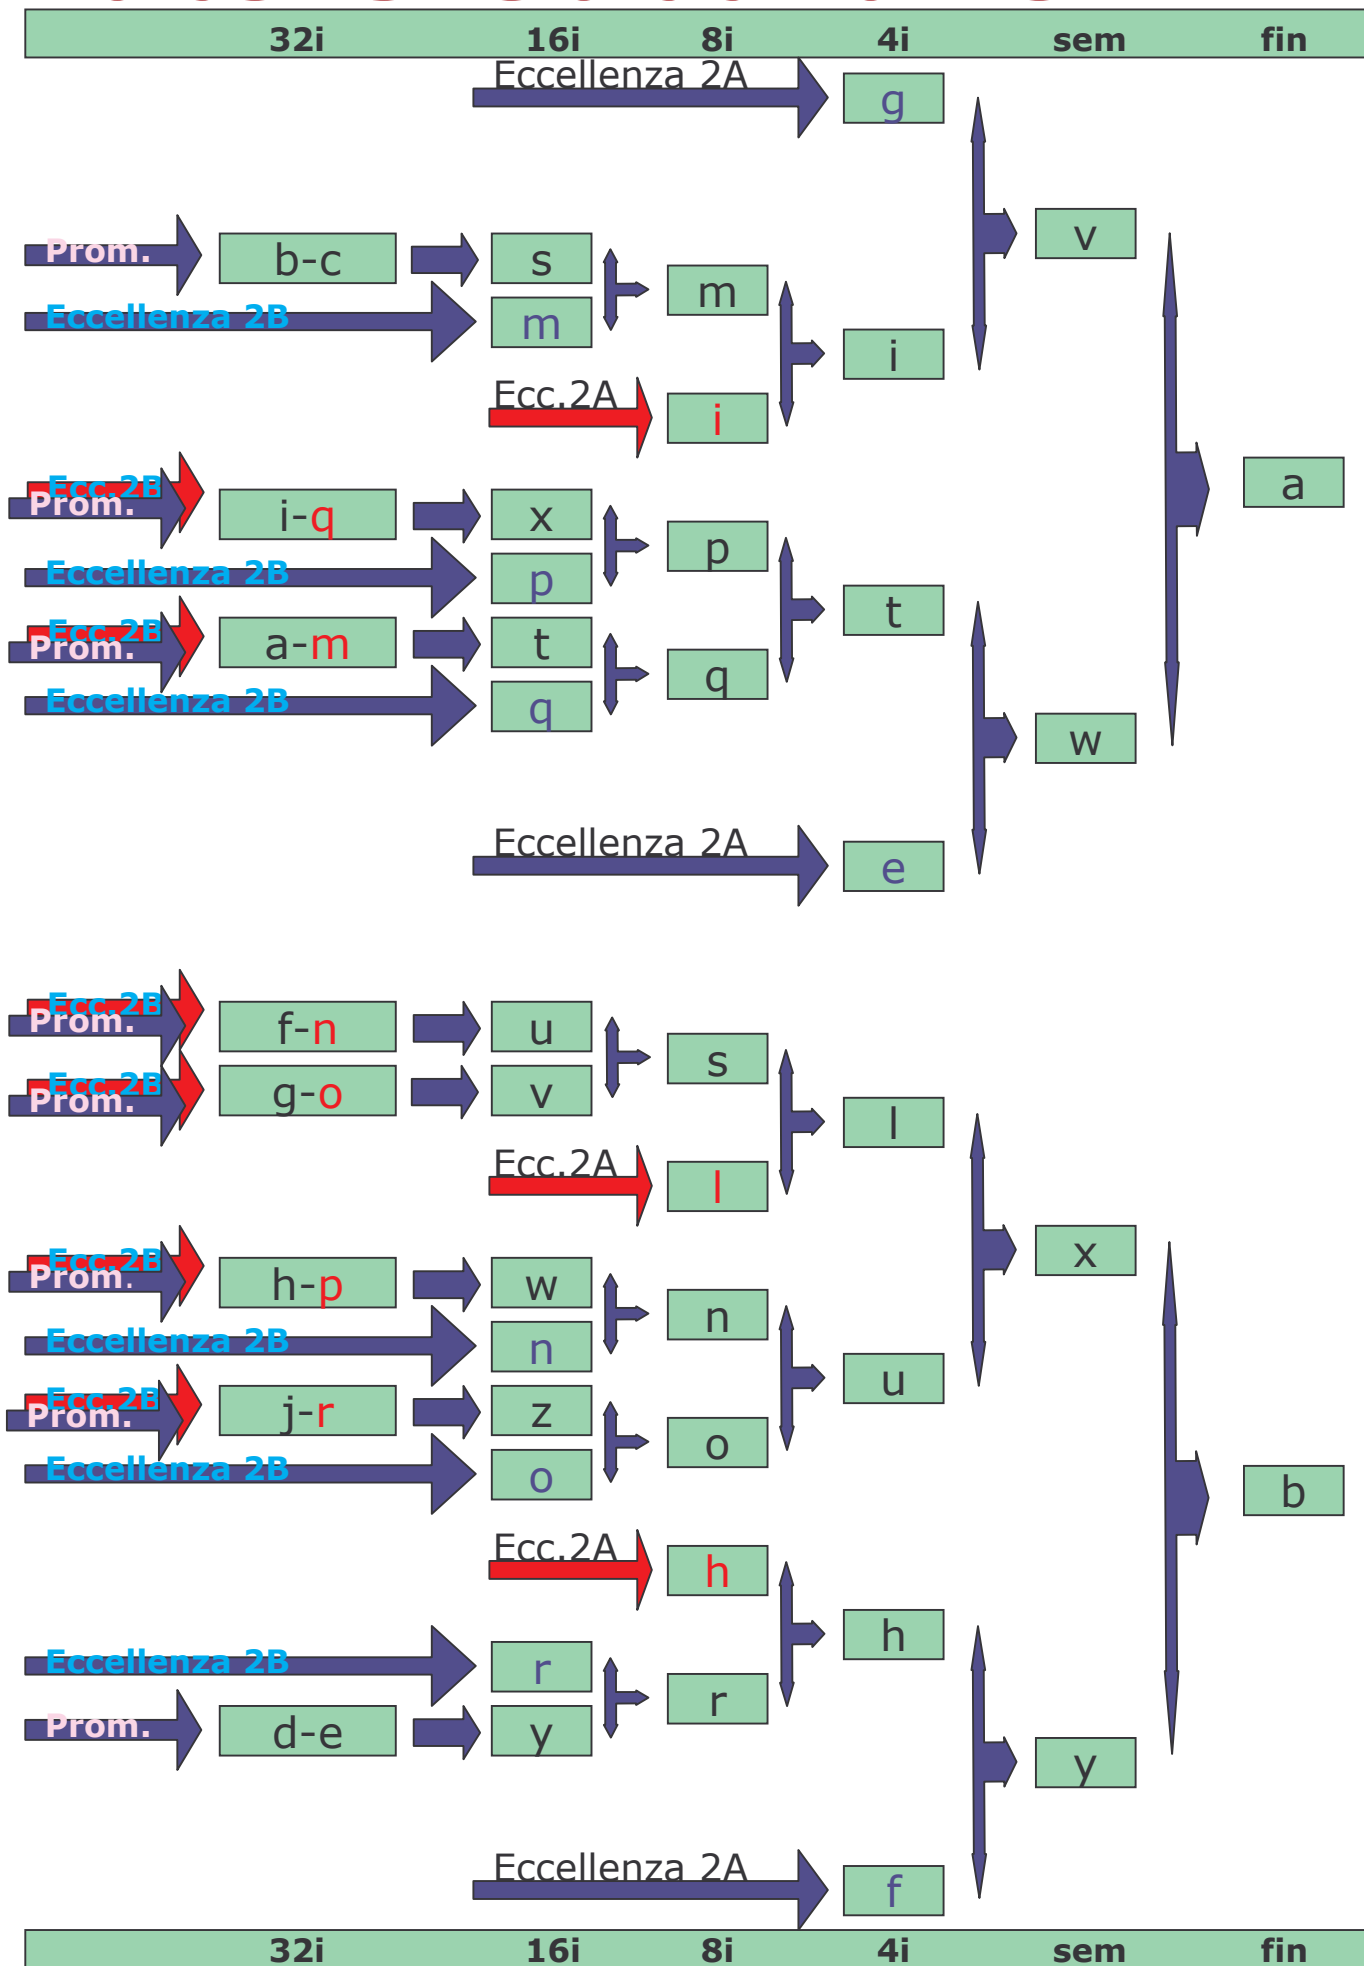 32i 16i 8i 4i sem fin
Eccellenza 2A g
v
Prom. b-c s
m
Eccellenza 2B m
i
Ecc.2A i
a
Ecc.2B
Prom. i-q x
p
Eccellenza 2B p
t
Ecc.2B
Prom. a-m t
q
Eccellenza 2B q
w
Eccellenza 2A e
Ecc.2B
Prom. f-n u
s
Ecc.2B
Prom. g-o v
l
Ecc.2A l
x
Ecc.2B
Prom. h-p w
n
Eccellenza 2B n
u
Ecc.2B
Prom. j-r z
o
Eccellenza 2B o
b
Ecc.2A h
h
Eccellenza 2B r
r
Prom. d-e y
y
Eccellenza 2A f
32i 16i 8i 4i sem fin